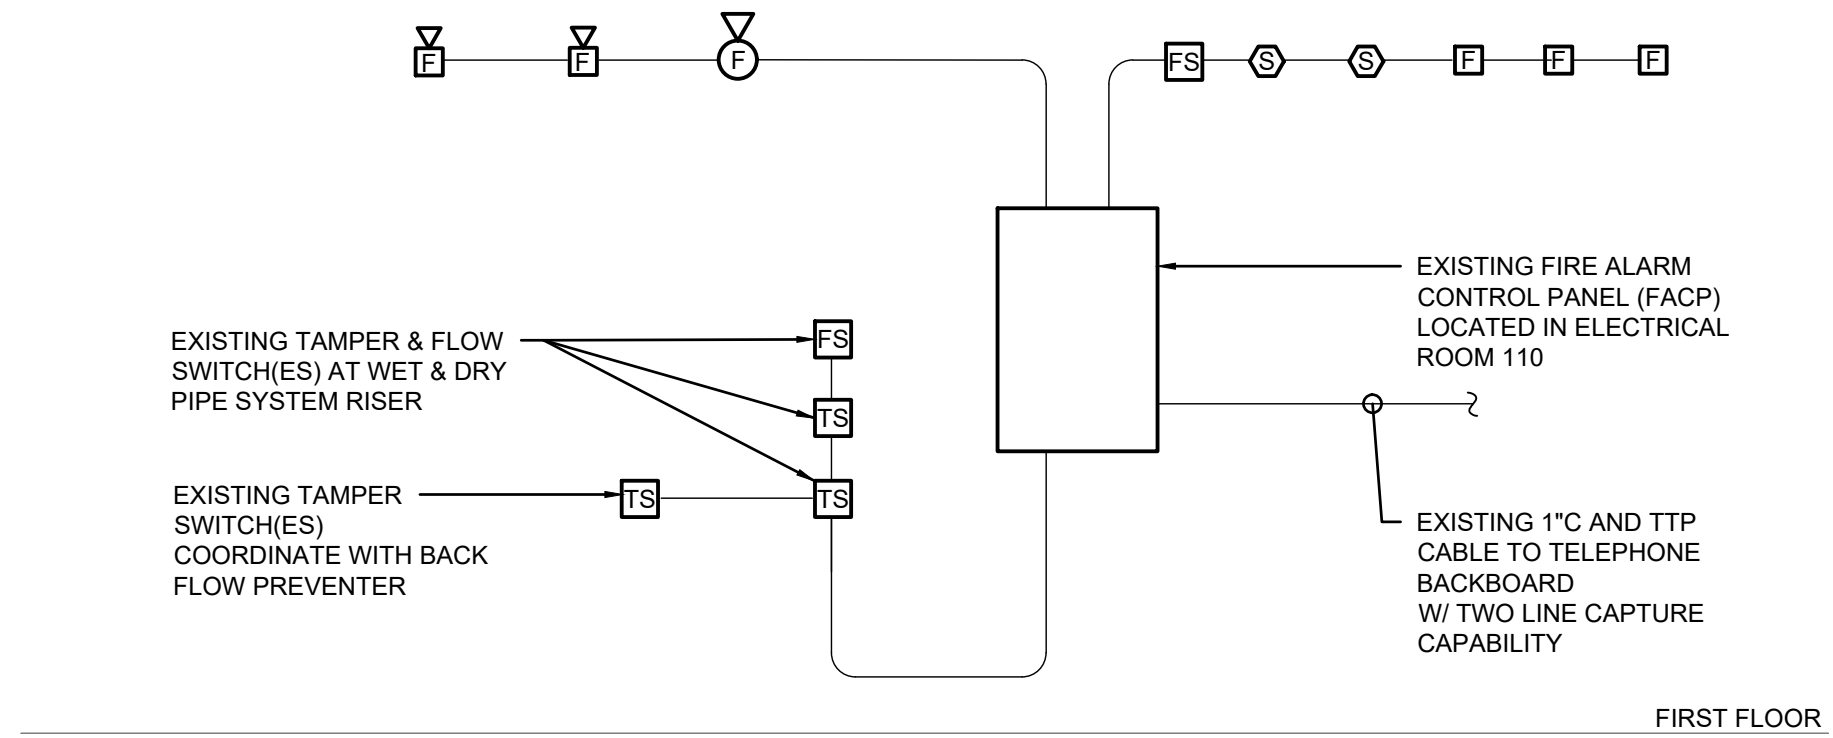 F F F FS S S F F F
EXISTING FIRE ALARM
CONTROL PANEL (FACP)
LOCATED IN ELECTRICAL
ROOM 110
EXISTING TAMPER & FLOW
SWITCH(ES) AT WET & DRY
PIPE SYSTEM RISER
FS
TS
EXISTING TAMPER
SWITCH(ES)
COORDINATE WITH BACK
FLOW PREVENTER
TS TS
EXISTING 1"C AND TTP
CABLE TO TELEPHONE
BACKBOARD
W/ TWO LINE CAPTURE
CAPABILITY
FIRST FLOOR